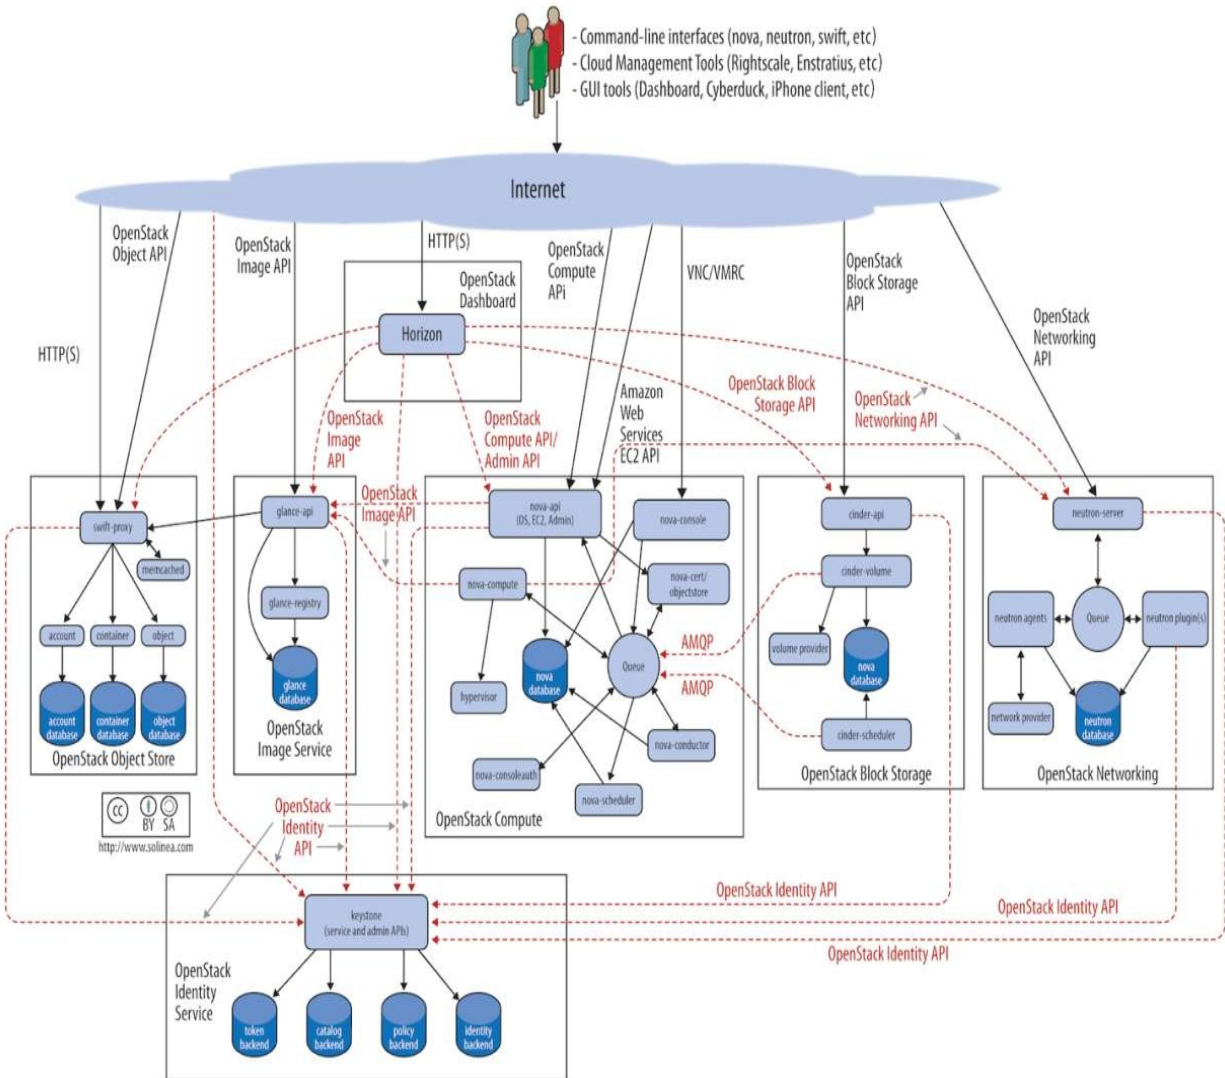 - Command-line interfaces (nova, neutron, swift, etc)
- Cloud Management Tools (Rightscale, Enstratius, etc)
- GUI tools (Dashboard, Cyberduck, iPhone client, etc)
Internet
OpenStack
Object API
OpenStack
Image API
HTTP(S)
OpenStack
Compute
APi
VNC/VMRC
OpenStack
Block Storage
API
OpenStack
Networking
API
HTTP(S)
OpenStack
Dashboard
Horizon
OpenStack
Image
API
OpenStack
Compute API/
Admin API
Amazon
Web
Services
EC2 API
OpenStack Block
Storage API
OpenStack
Networking API
OpenStack
Image API
swift-proxy
memcached
account
container
object
account
database
container
database
object
database
OpenStack Object Store
glance-api
glance-registry
glance
database
OpenStack
Image Service
nova-api
(OS, EC2, Admin)
nova-console
nova-compute
nova-cert/
objectstore
hypervisor
nova
database
Queue
nova-conductor
nova-consoleauth
nova-scheduler
OpenStack Compute
AMQP
AMQP
cinder-api
cinder-volume
volume provider
nova
database
cinder-scheduler
OpenStack Block Storage
neutron-server
neutron agents
Queue
neutron plugin(s)
network provider
neutron
database
OpenStack Networking
cc
BY SA
http://www.solinea.com
OpenStack
Identity
API
OpenStack Identity API
OpenStack Identity API
OpenStack Identity API
keystone
(service and admin APIs)
OpenStack
Identity
Service
token
backend
catalog
backend
policy
backend
identity
backend